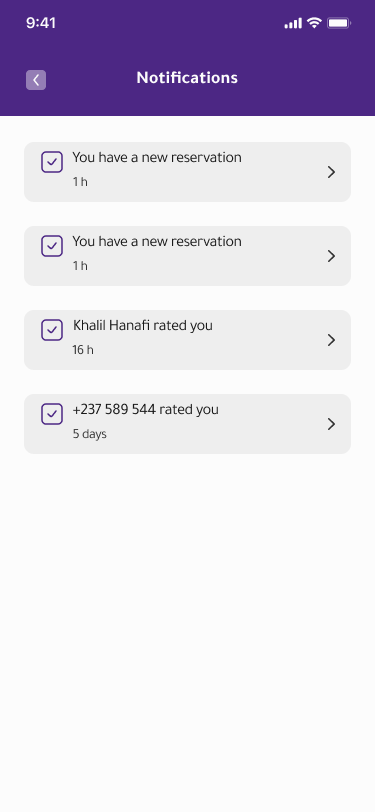 9:41
Notifications
You have a new reservation
1 h
You have a new reservation
1 h
Khalil Hanafi rated you
16 h
+237 589 544 rated you
5 days